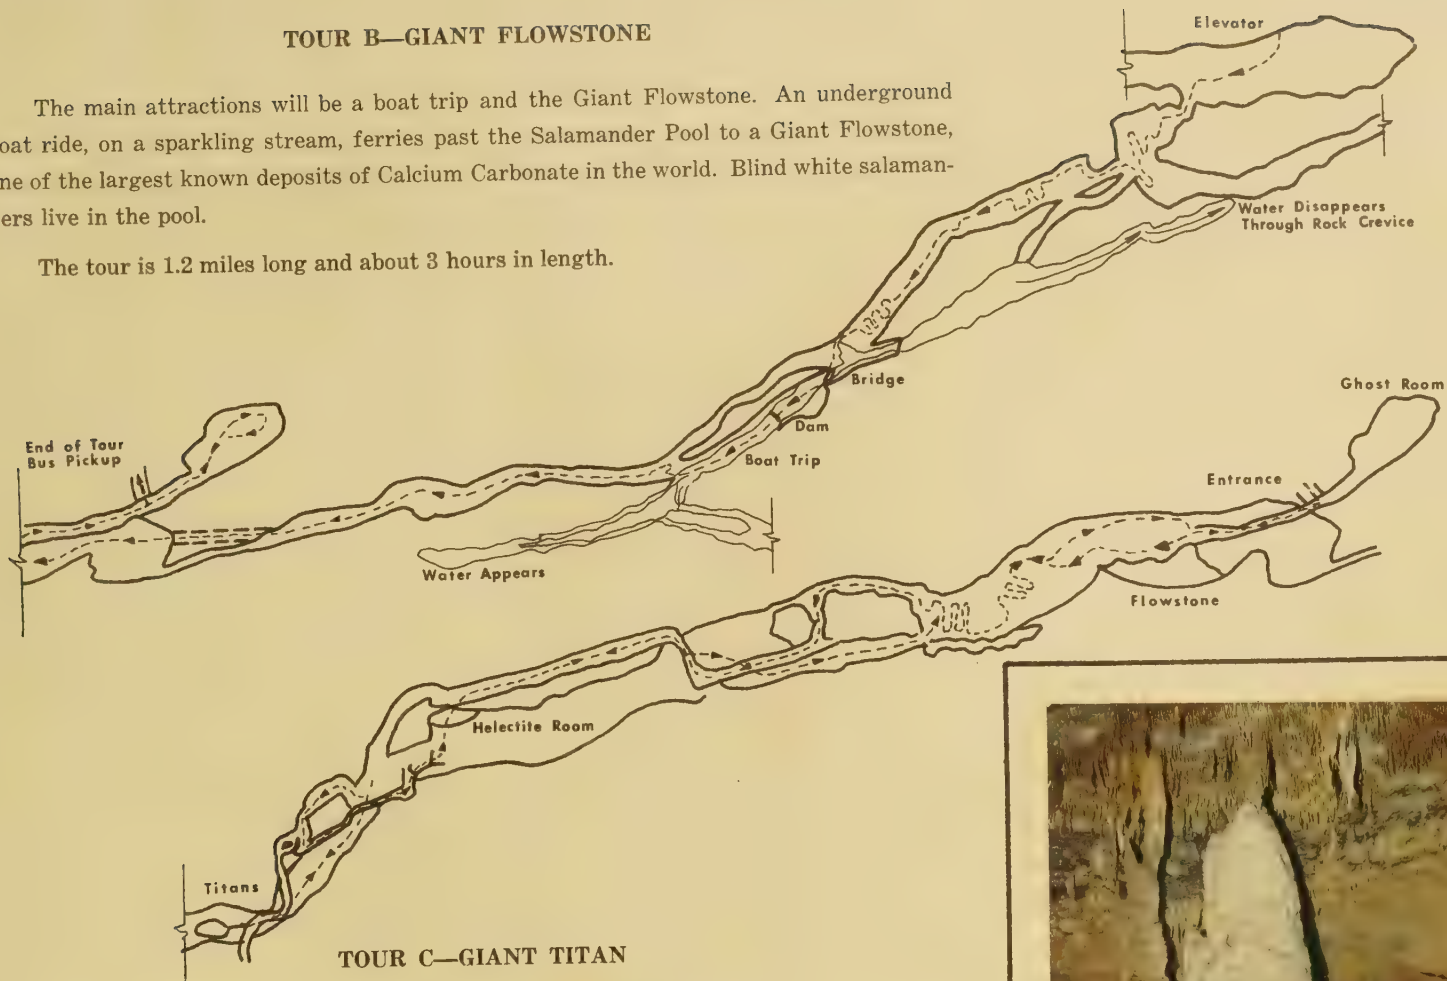 TOUR B—GIANT FLOWSTONE
The main attractions will be a boat trip and the Giant Flowstone. An underground
oat ride, on a sparkling stream, ferries past the Salamander Pool to a Giant Flowstone,
ne of the largest known deposits of Calcium Carbonate in the world. Blind white salaman-
ers live in the pool.
The tour is 1.2 miles long and about 3 hours in length.
Elevator
Water Disappears
Through Rock Crevice
Bridge
Dam
Boat Trip
End of Tour
Bus Pickup
Water Appears
Ghost Room
Entrance
Flowstone
Helectite Room
Titans
TOUR C—GIANT TITAN